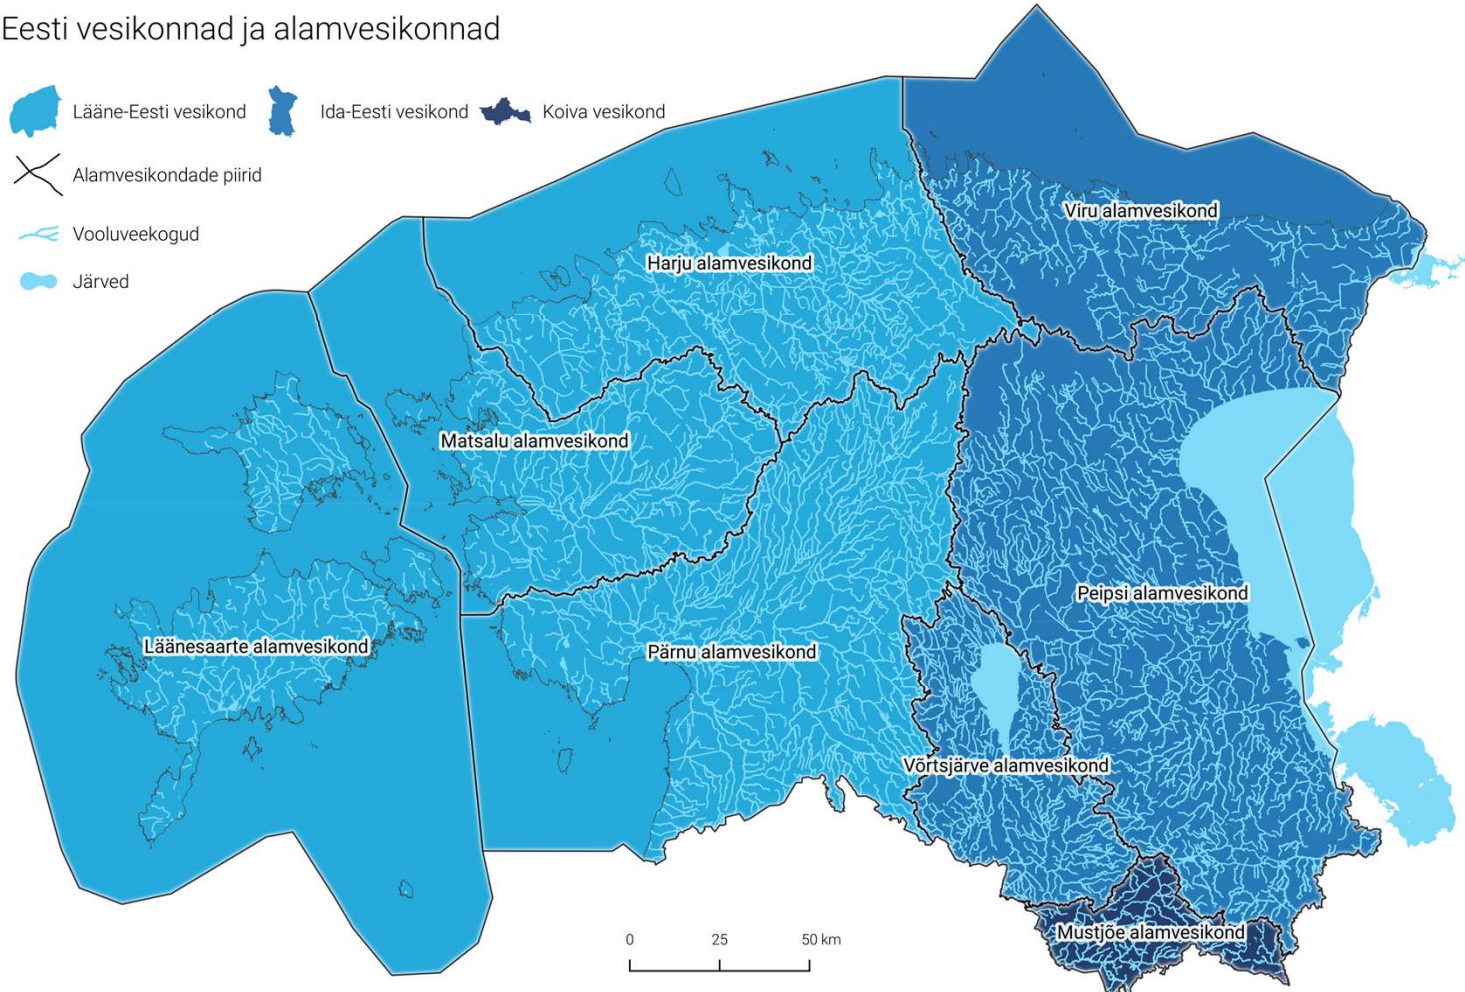 Eesti vesikonnad ja alamvesikonnad
Lääne-Eesti vesikond
Ida-Eesti vesikond
Koiva vesikond
Alamvesikondade piirid
Vooluveekogud
Järved
Viru alamvesikond
Harju alamvesikond
Matsalu alamvesikond
Peipsi alamvesikond
Läänesaarte alamvesikond
Pärnu alamvesikond
Võrtsjärve alamvesikond
Mustjõe alamvesikond
0 25 50 km